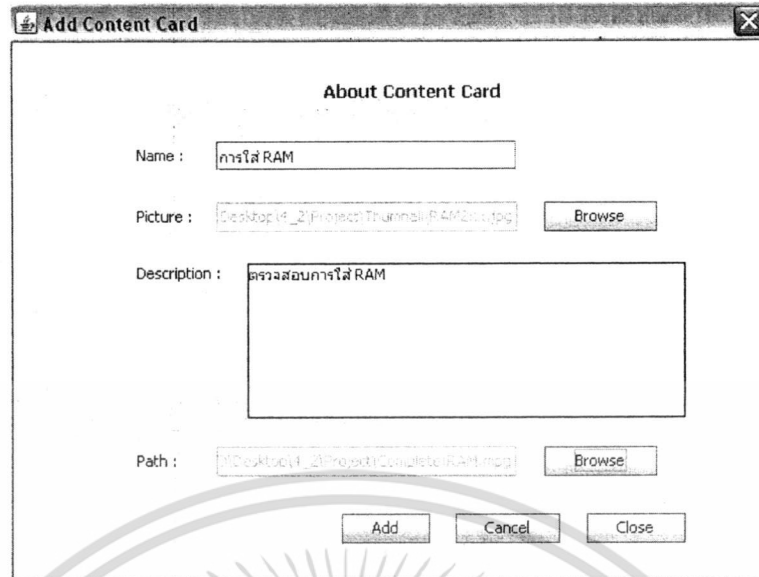 Add Content Card
About Content Card
Name : การใส่ RAM
Picture : Browse
Description : ตรวจสอบการใส่ RAM
Path : Browse
Add Cancel Close